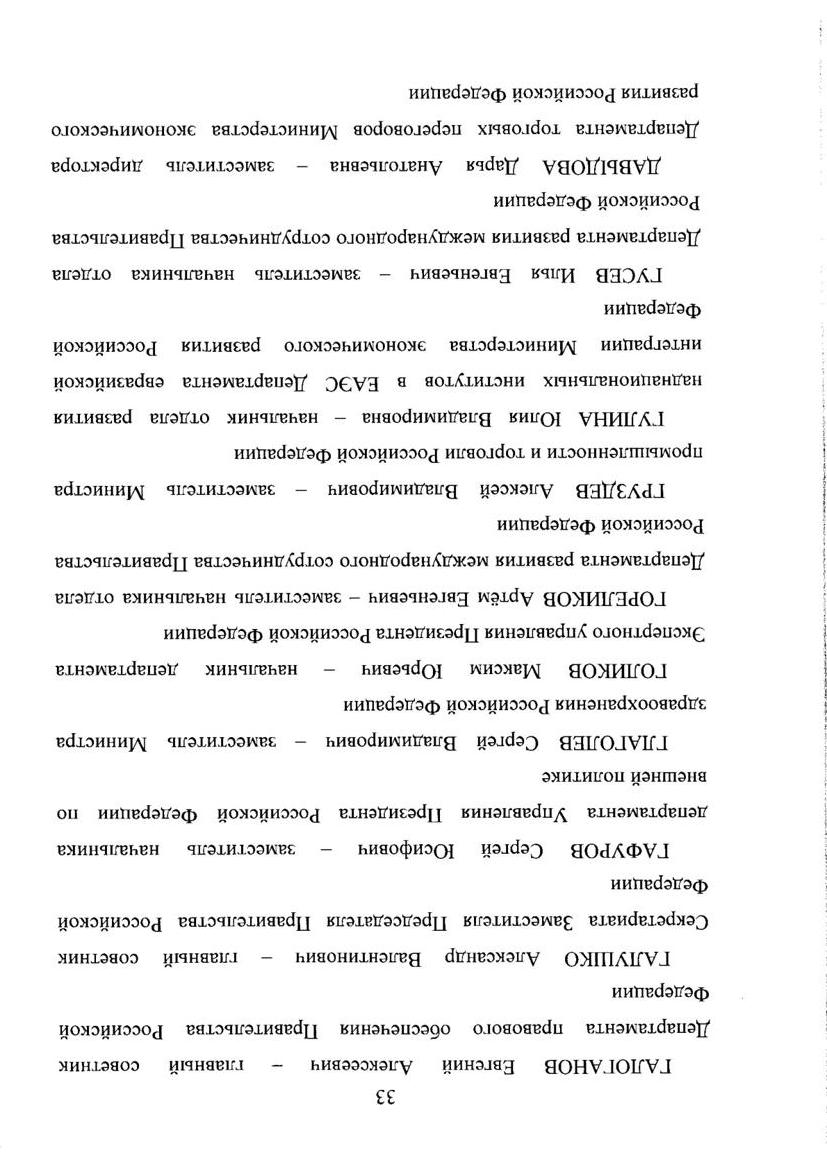 33
ГАЛОГАНОВ Евгений Алексеевич – главный советник
Департамента правового обеспечения Правительства Российской
Федерации
ГАЛУШКО Александр Валентинович – главный советник
Секретариата Заместителя Председателя Правительства Российской
Федерации
ГАФУРОВ Сергей Юсифович – заместитель начальника
департамента Управления Президента Российской Федерации по
внешней политике
ГЛАГОЛЕВ Сергей Владимирович – заместитель Министра
здравоохранения Российской Федерации
ГОЛИКОВ Максим Юрьевич – начальник департамента
Экспертного управления Президента Российской Федерации
ГОРЕЛИКОВ Артём Евгеньевич – заместитель начальника отдела
Департамента развития международного сотрудничества Правительства
Российской Федерации
ГРУЗДЕВ Алексей Владимирович – заместитель Министра
промышленности и торговли Российской Федерации
ГУЛИНА Юлия Владимировна – начальник отдела развития
наднациональных институтов в ЕАЭС Департамента евразийской
интеграции Министерства экономического развития Российской
Федерации
ГУСЕВ Илья Евгеньевич – заместитель начальника отдела
Департамента развития международного сотрудничества Правительства
Российской Федерации
ДАВЫДОВА Дарья Анатольевна – заместитель директора
Департамента торговых переговоров Министерства экономического
развития Российской Федерации